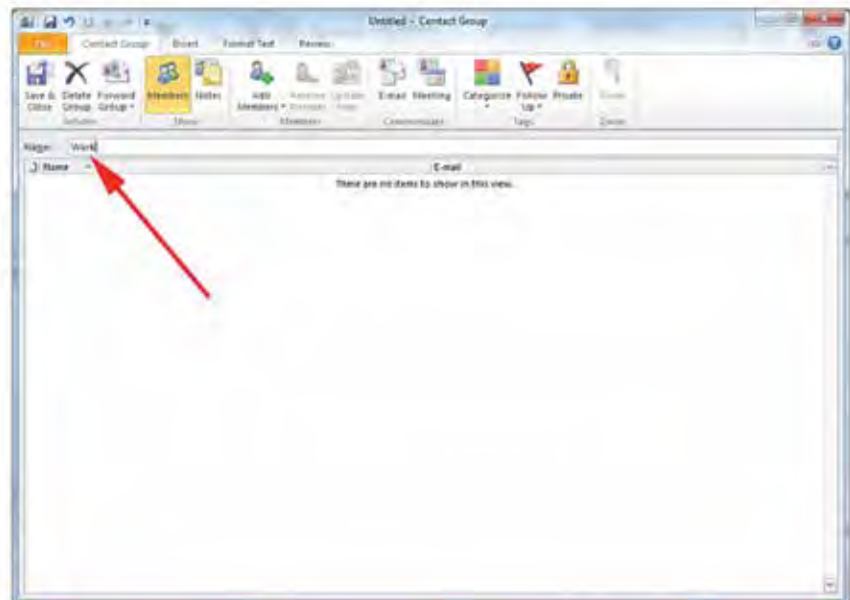 Untitled - Contact Group
File Contact Group Insert Format Text Review
Save & Close Delete Group Forward Group Members Notes Add Members Remove Member Update Now E-mail Meeting Categorize Follow Up Private Zoom
Actions Show Members Communicate Tags Zoom
Name: Work
Name E-mail
There are no items to show in this view.